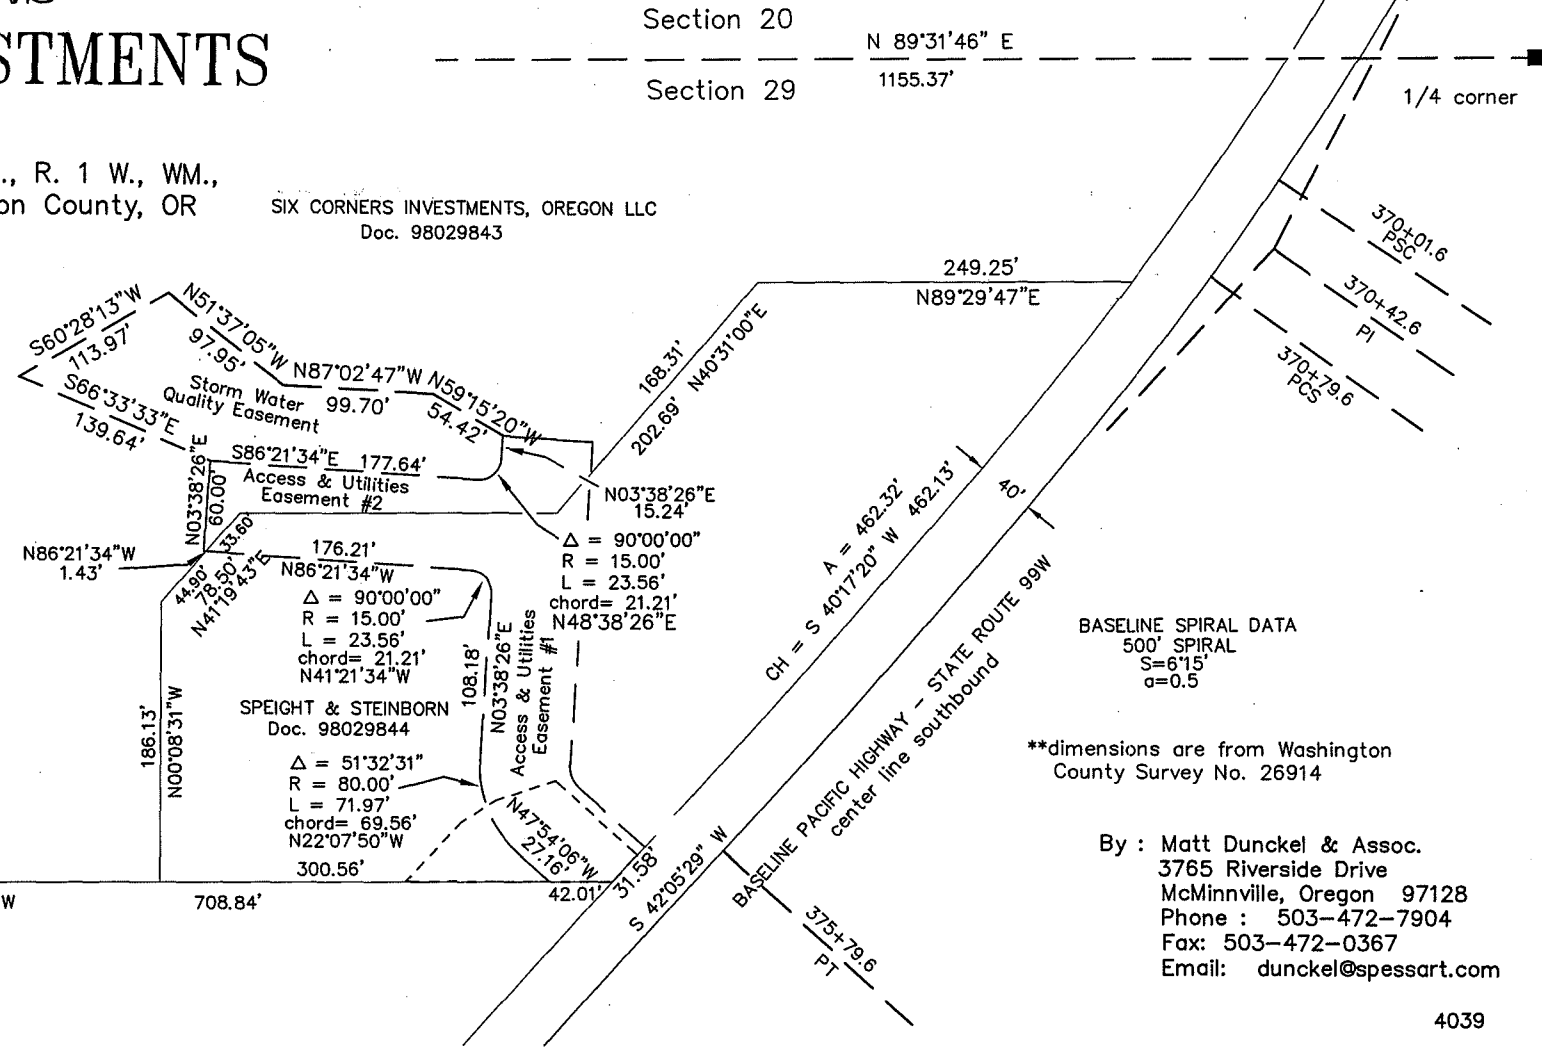 STMENTS
Section 20
N 89°31'46" E
1155.37'
Section 29
1/4 corner
., R. 1 W., WM.,
on County, OR
SIX CORNERS INVESTMENTS, OREGON LLC
Doc. 98029843
249.25'
N89°29'47"E
370+01.6
PSC
370+42.6
PI
370+79.6
PCS
S60°28'13"W
113.97'
N51°37'05"W
97.95'
N87°02'47"W
99.70'
N59°15'20"W
54.42'
168.31'
202.69' N40°31'00"E
Storm Water
Quality Easement
S66°33'33"E
139.64'
S86°21'34"E 177.64'
Access & Utilities
Easement #2
N03°38'26"E
60.00'
N03°38'26"E
15.24'
Δ = 90°00'00"
R = 15.00'
L = 23.56'
chord= 21.21'
N48°38'26"E
N86°21'34"W
1.43'
33.60
44.90'
78.50'
N41°19'43"E
176.21'
N86°21'34"W
Δ = 90°00'00"
R = 15.00'
L = 23.56'
chord= 21.21'
N41°21'34"W
108.18'
N03°38'26"E
Access & Utilities
Easement #1
A = 462.32'
CH = S 40°17'20" W 462.13'
40'
BASELINE SPIRAL DATA
500' SPIRAL
S=6°15'
a=0.5
186.13'
N00°08'31"W
SPEIGHT & STEINBORN
Doc. 98029844
Δ = 51°32'31"
R = 80.00'
L = 71.97'
chord= 69.56'
N22°07'50"W
N47°54'06"W
27.16'
300.56'
42.01'
31.58'
S 42°05'29" W
W
708.84'
BASELINE PACIFIC HIGHWAY - STATE ROUTE 99W
center line southbound
375+79.6
PT
**dimensions are from Washington
County Survey No. 26914
By : Matt Dunckel & Assoc.
3765 Riverside Drive
McMinnville, Oregon 97128
Phone : 503-472-7904
Fax: 503-472-0367
Email: dunckel@spessart.com
4039